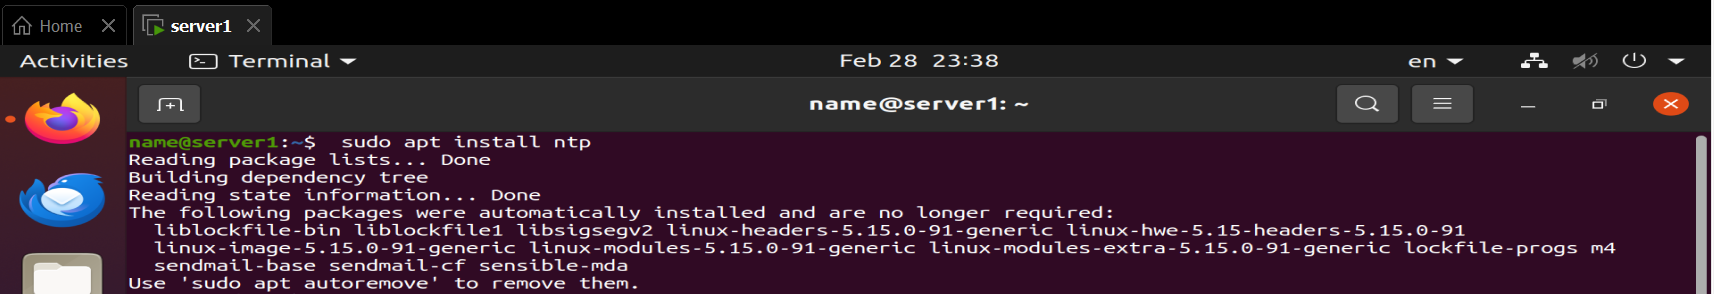 Home
server1
Activities Terminal Feb 28 23:38 en
name@server1: ~
name@server1:~$  sudo apt install ntp
Reading package lists... Done
Building dependency tree
Reading state information... Done
The following packages were automatically installed and are no longer required:
  liblockfile-bin liblockfile1 libsigsegv2 linux-headers-5.15.0-91-generic linux-hwe-5.15-headers-5.15.0-91
  linux-image-5.15.0-91-generic linux-modules-5.15.0-91-generic linux-modules-extra-5.15.0-91-generic lockfile-progs m4
  sendmail-base sendmail-cf sensible-mda
Use 'sudo apt autoremove' to remove them.